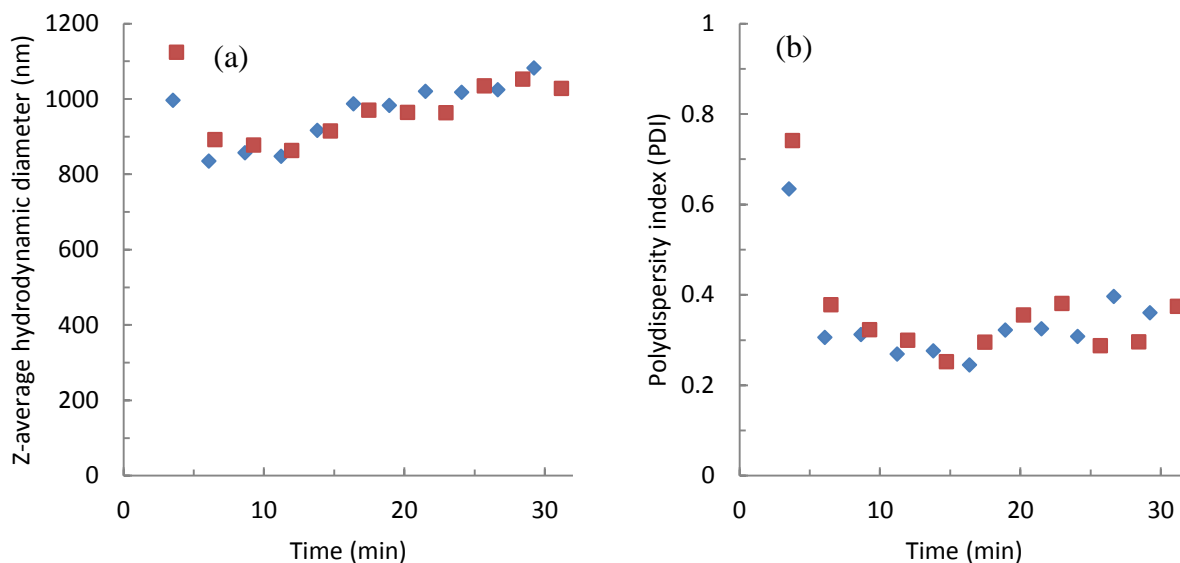 (a)
Z-average hydrodynamic diameter (nm)
1200
1000
800
600
400
200
0
0 10 20 30
Time (min)
(b)
Polydispersity index (PDI)
1
0.8
0.6
0.4
0.2
0
0 10 20 30
Time (min)